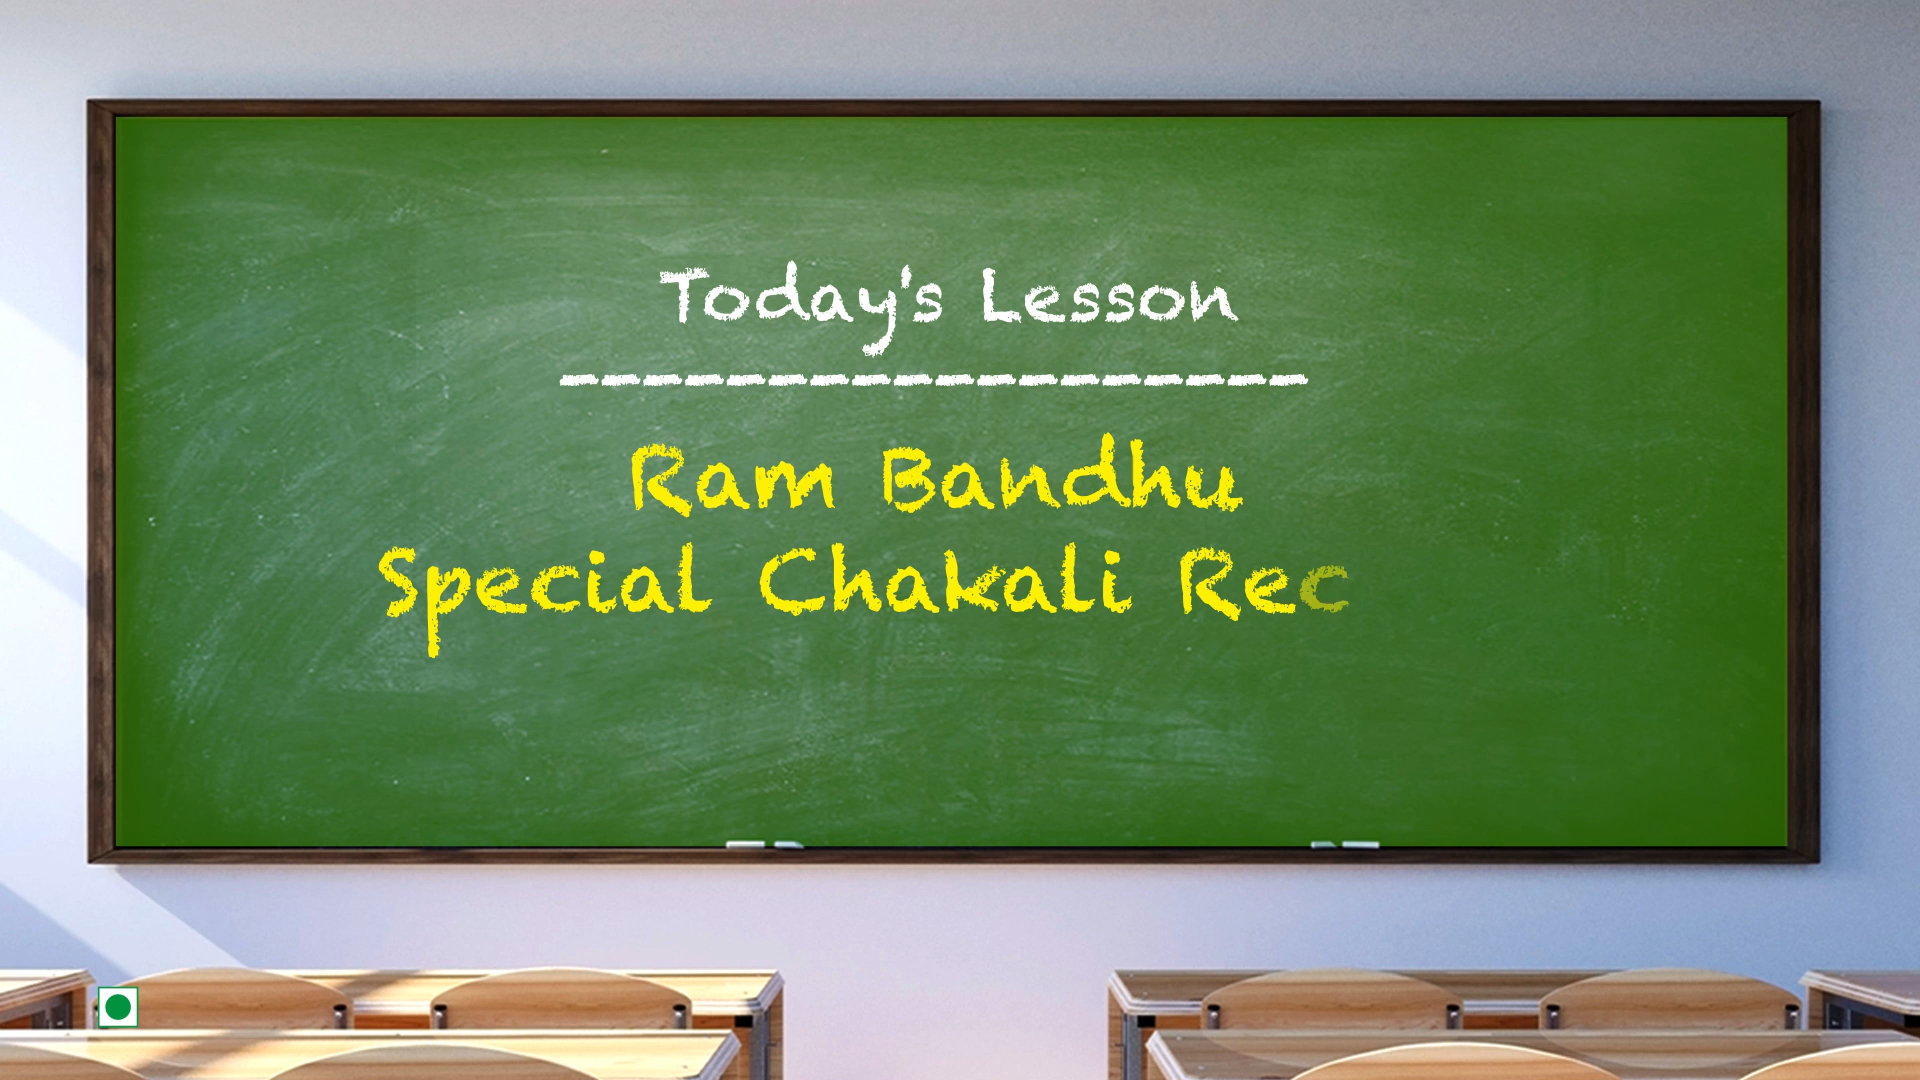 Today's Lesson
------------------
Ram Bandhu
Special Chakali Rec